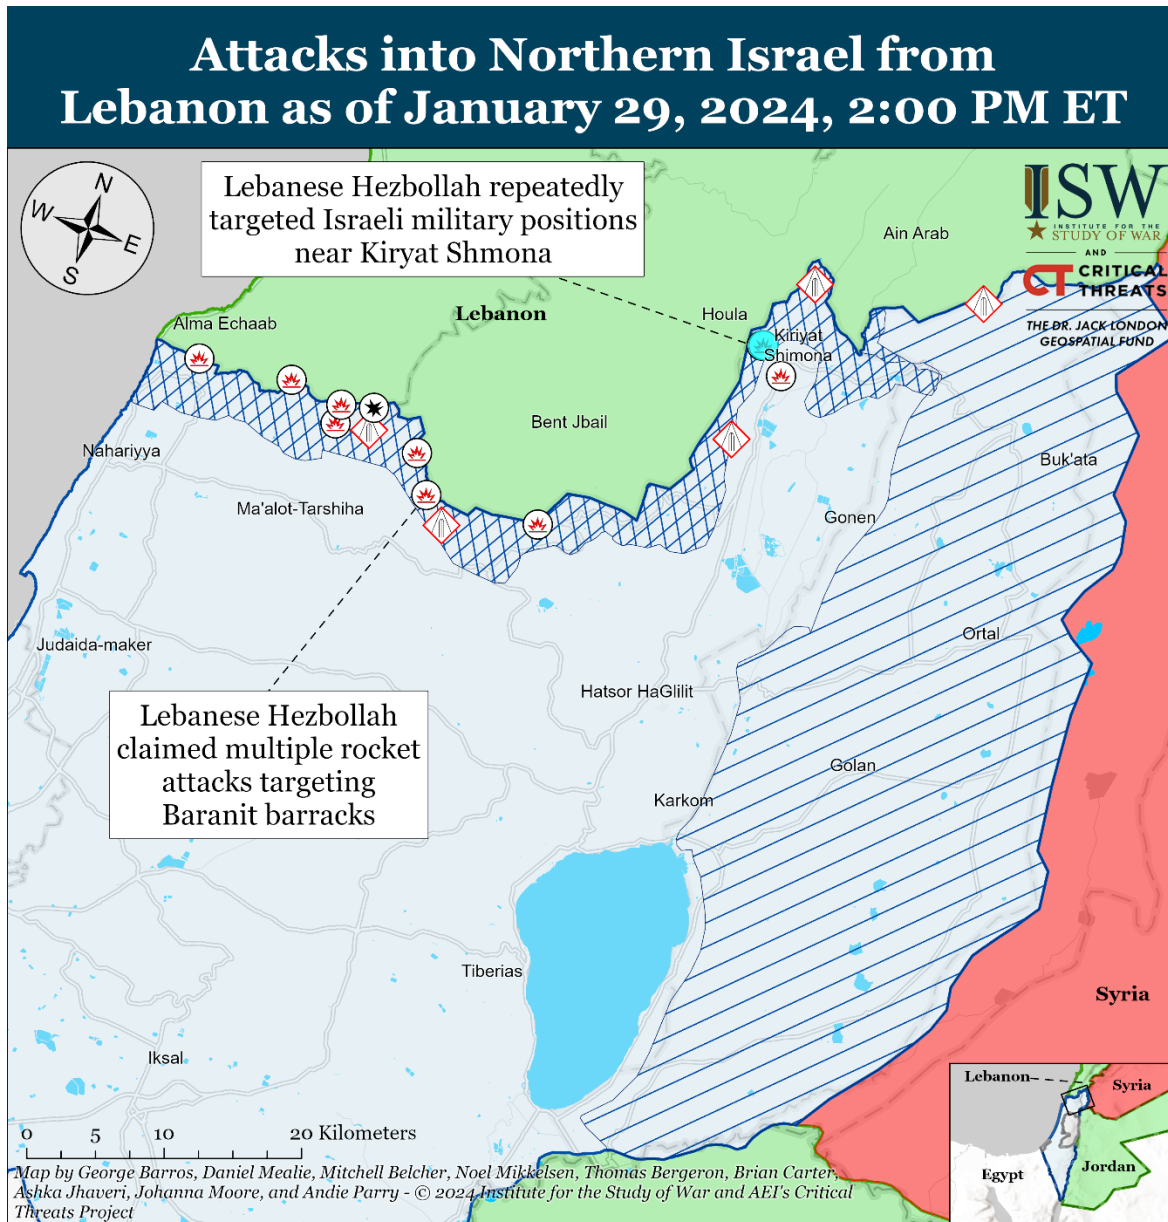 Attacks into Northern Israel from
Lebanon as of January 29, 2024, 2:00 PM ET
N
W
E
S
Lebanese Hezbollah repeatedly
targeted Israeli military positions
near Kiryat Shmona
ISW
INSTITUTE FOR THE
STUDY OF WAR
AND
CT CRITICAL
THREATS
THE DR. JACK LONDON
GEOSPATIAL FUND
Ain Arab
Lebanon
Houla
Alma Echaab
Kiriyat
Shimona
Bent Jbail
Nahariyya
Buk'ata
Ma'alot-Tarshiha
Gonen
Judaida-maker
Ortal
Hatsor HaGlilit
Lebanese Hezbollah
claimed multiple rocket
attacks targeting
Baranit barracks
Golan
Karkom
Tiberias
Syria
Iksal
Lebanon
Syria
Egypt
Jordan
0 5 10 20 Kilometers
Map by George Barros, Daniel Mealie, Mitchell Belcher, Noel Mikkelsen, Thomas Bergeron, Brian Carter,
Ashka Jhaveri, Johanna Moore, and Andie Parry - © 2024 Institute for the Study of War and AEI's Critical
Threats Project